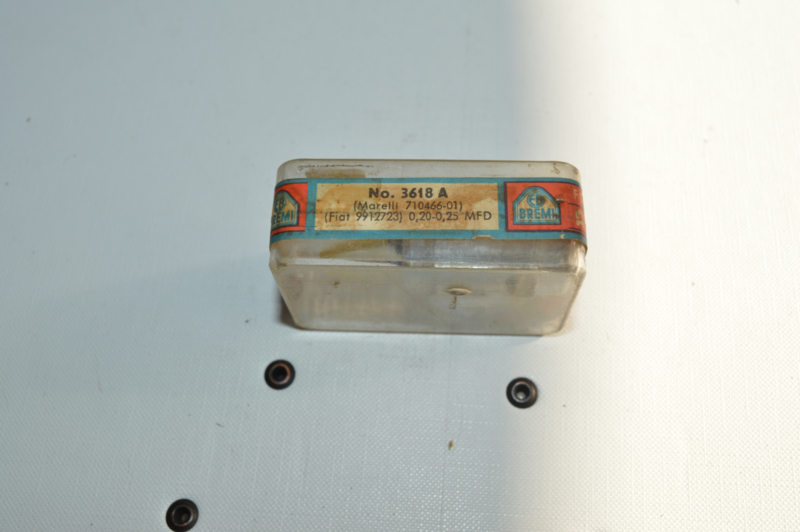 No. 3618 A
(Marelli 710466-01)
(Fiat 9912723) 0,20-0,25 MFD
BREMI
BREMI